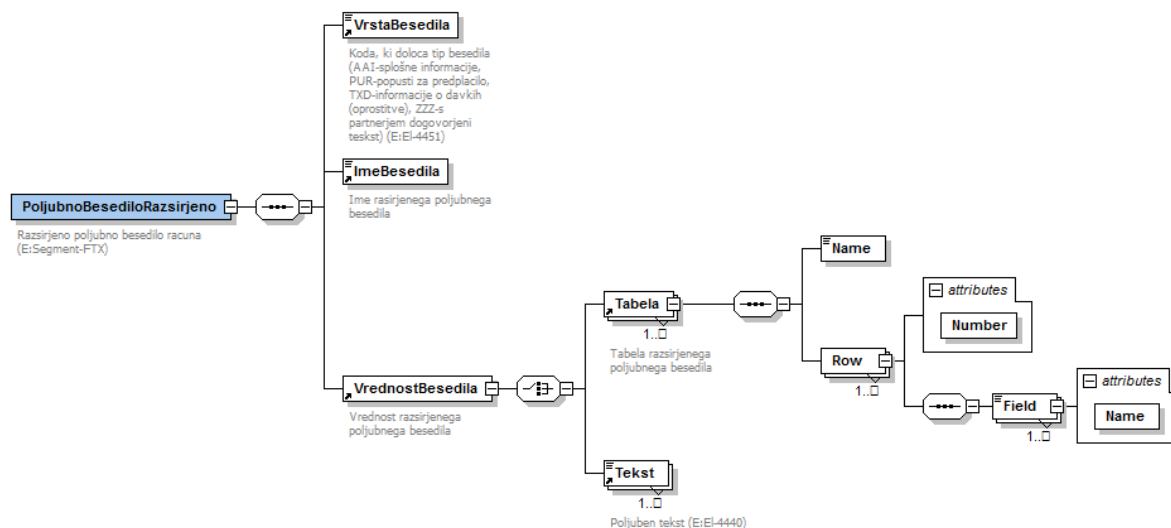 VrstaBesedila
Koda, ki doloca tip besedila
(AAI-splošne informacije,
PUR-popusti za predplacilo,
TXD-informacije o davkih
(oprostitve), ZZZ-s
partnerjem dogovorjeni
teskst) (E:El-4451)
ImeBesedila
Ime rasirjenega poljubnega
besedila
PoljubnoBesediloRazsirjeno
Razsirjeno poljubno besedilo racuna
(E:Segment-FTX)
VrednostBesedila
Vrednost razsirjenega
poljubnega besedila
Tabela
1..□
Tabela razsirjenega
poljubnega besedila
Tekst
1..□
Poljuben tekst (E:El-4440)
Name
Row
1..□
attributes
Number
Field
1..□
attributes
Name